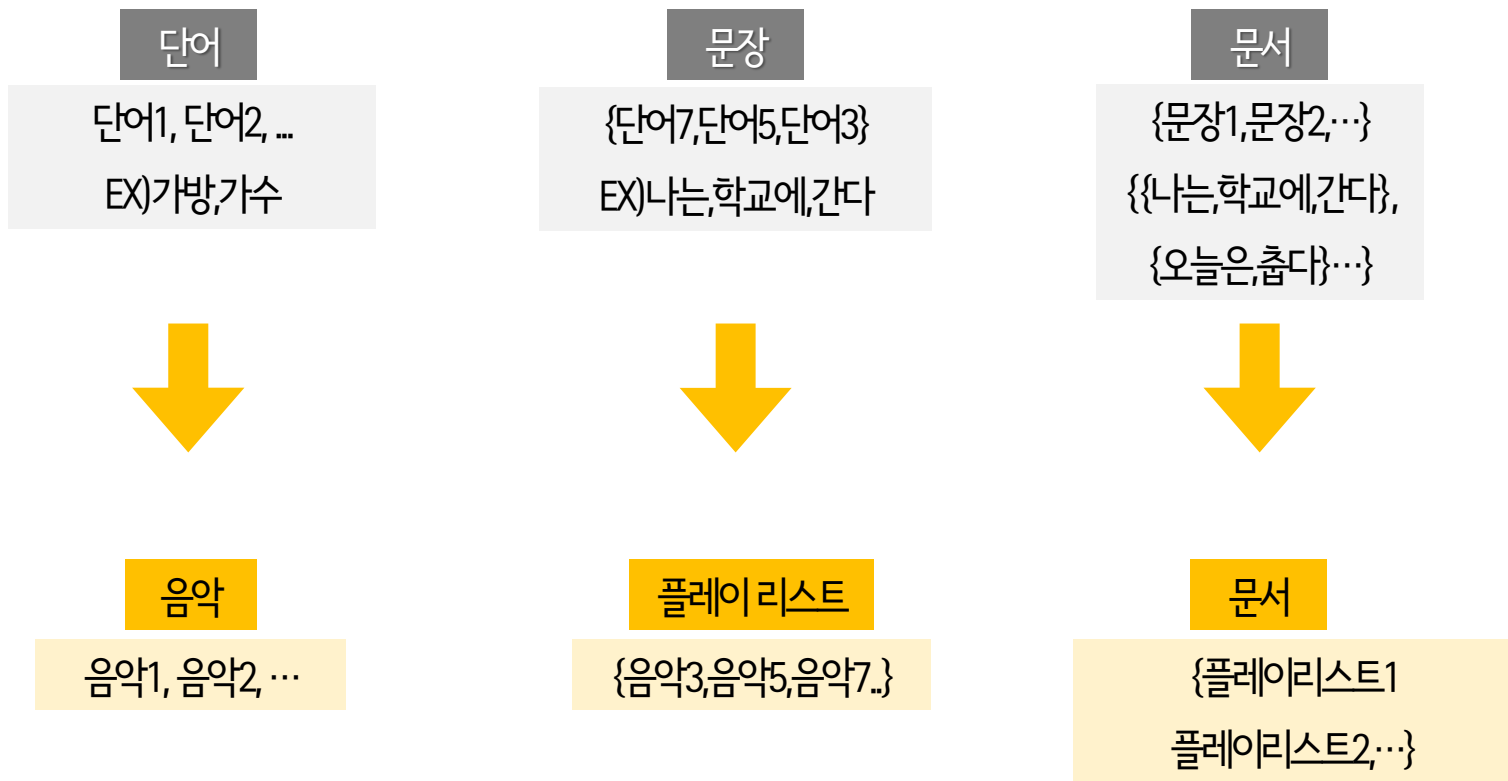 단어
단어1, 단어2, ...
EX)가방,가수
문장
{단어7,단어5,단어3}
EX)나는,학교에,간다
문서
{문장1,문장2,…}
{{나는,학교에,간다},
{오늘은,춥다}…}
음악
음악1, 음악2, …
플레이 리스트
{음악3,음악5,음악7..}
문서
{플레이리스트1
플레이리스트2,…}